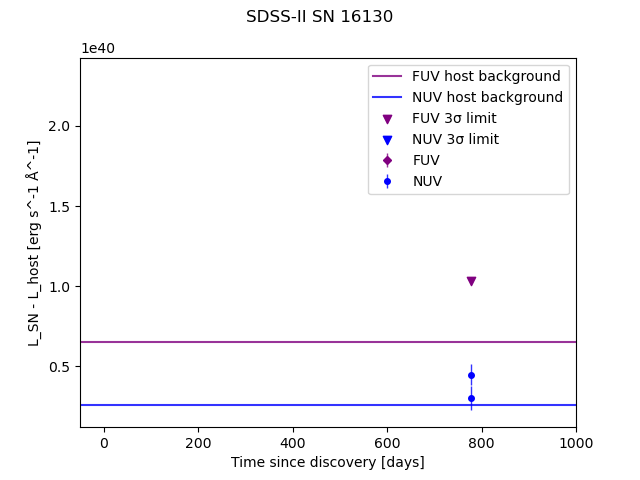 SDSS-II SN 16130
1e40
FUV host background
NUV host background
FUV 3σ limit
NUV 3σ limit
FUV
NUV
2.0
1.5
1.0
0.5
L_SN - L_host [erg s^-1 Å^-1]
0 200 400 600 800 1000
Time since discovery [days]